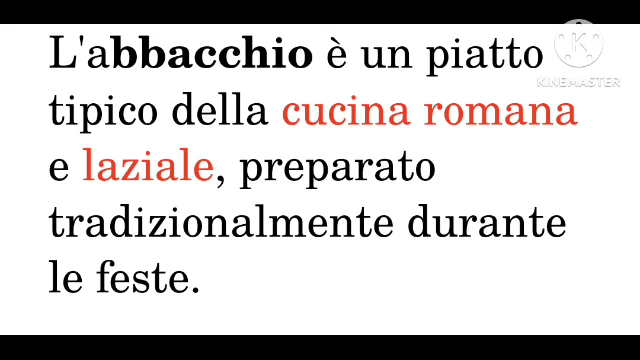 L'abbacchio è un piatto
tipico della cucina romana
e laziale, preparato
tradizionalmente durante
le feste.
K
KINEMASTER